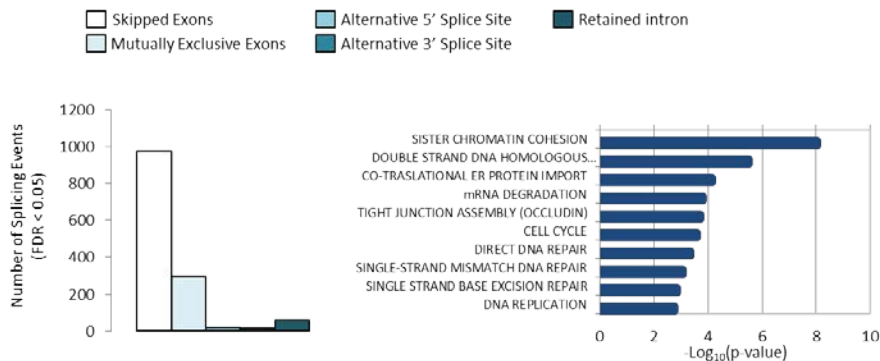 Skipped Exons
Alternative 5' Splice Site
Retained intron
Mutually Exclusive Exons
Alternative 3' Splice Site
Number of Splicing Events
(FDR < 0.05)
1200
1000
800
600
400
200
0
SISTER CHROMATIN COHESION
DOUBLE STRAND DNA HOMOLOGOUS...
CO-TRASLATIONAL ER PROTEIN IMPORT
mRNA DEGRADATION
TIGHT JUNCTION ASSEMBLY (OCCLUDIN)
CELL CYCLE
DIRECT DNA REPAIR
SINGLE-STRAND MISMATCH DNA REPAIR
SINGLE STRAND BASE EXCISION REPAIR
DNA REPLICATION
0 2 4 6 8 10
-Log10(p-value)